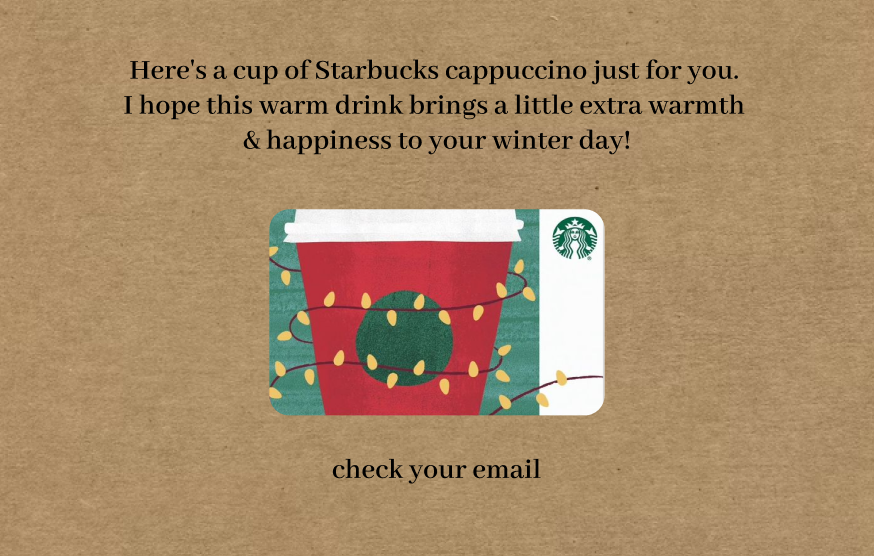 Here's a cup of Starbucks cappuccino just for you.
I hope this warm drink brings a little extra warmth
& happiness to your winter day!
check your email